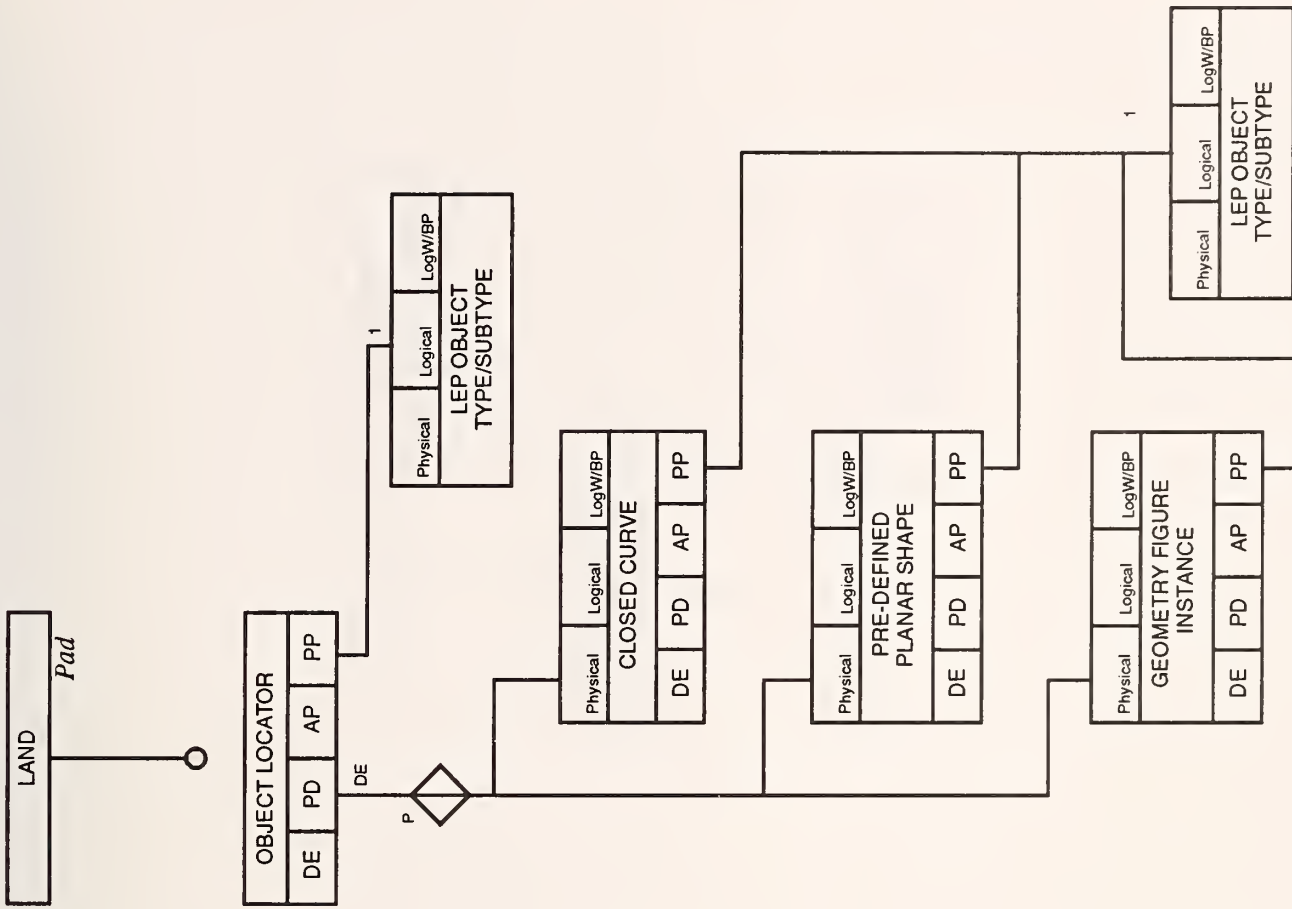 LAND
Pad
OBJECT LOCATOR
DE PD AP PP
DE
P
1
Physical Logical LogW/BP
LEP OBJECT
TYPE/SUBTYPE
Physical Logical LogW/BP
CLOSED CURVE
DE PD AP PP
Physical Logical LogW/BP
PRE-DEFINED
PLANAR SHAPE
DE PD AP PP
Physical Logical LogW/BP
GEOMETRY FIGURE
INSTANCE
DE PD AP PP
1
Physical Logical LogW/BP
LEP OBJECT
TYPE/SUBTYPE